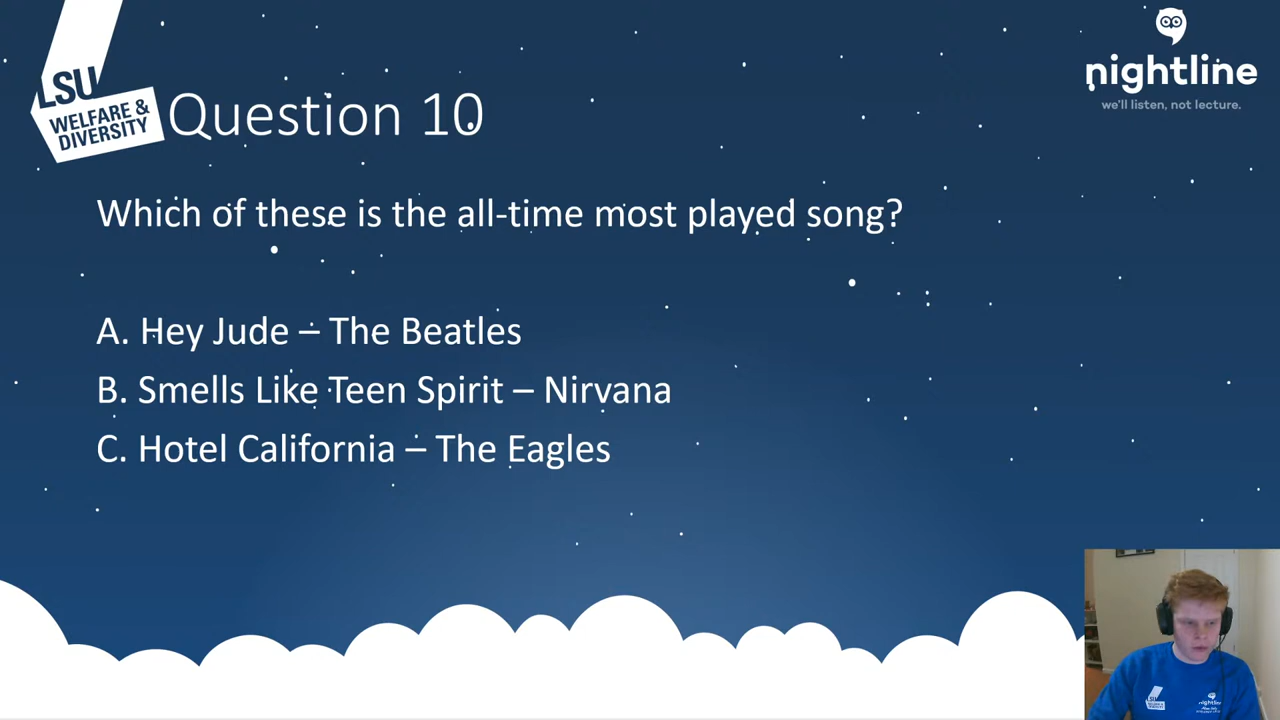 LSU
WELFARE &
DIVERSITY
nightline
we'll listen, not lecture.
Question 10
Which of these is the all-time most played song?
A. Hey Jude – The Beatles
B. Smells Like Teen Spirit – Nirvana
C. Hotel California – The Eagles
nightline